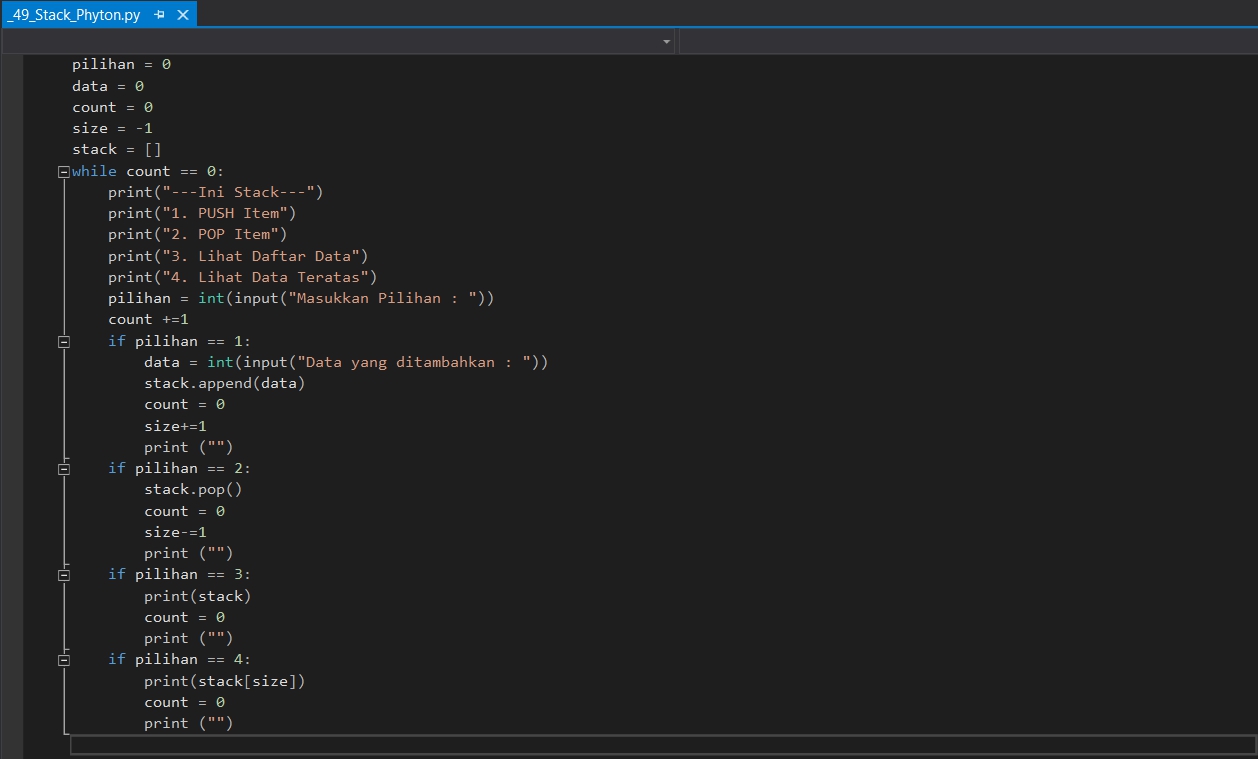 _49_Stack_Phyton.py
pilihan = 0
data = 0
count = 0
size = -1
stack = []
while count == 0:
    print("---Ini Stack---")
    print("1. PUSH Item")
    print("2. POP Item")
    print("3. Lihat Daftar Data")
    print("4. Lihat Data Teratas")
    pilihan = int(input("Masukkan Pilihan : "))
    count +=1
    if pilihan == 1:
        data = int(input("Data yang ditambahkan : "))
        stack.append(data)
        count = 0
        size+=1
        print ("")
    if pilihan == 2:
        stack.pop()
        count = 0
        size-=1
        print ("")
    if pilihan == 3:
        print(stack)
        count = 0
        print ("")
    if pilihan == 4:
        print(stack[size])
        count = 0
        print ("")